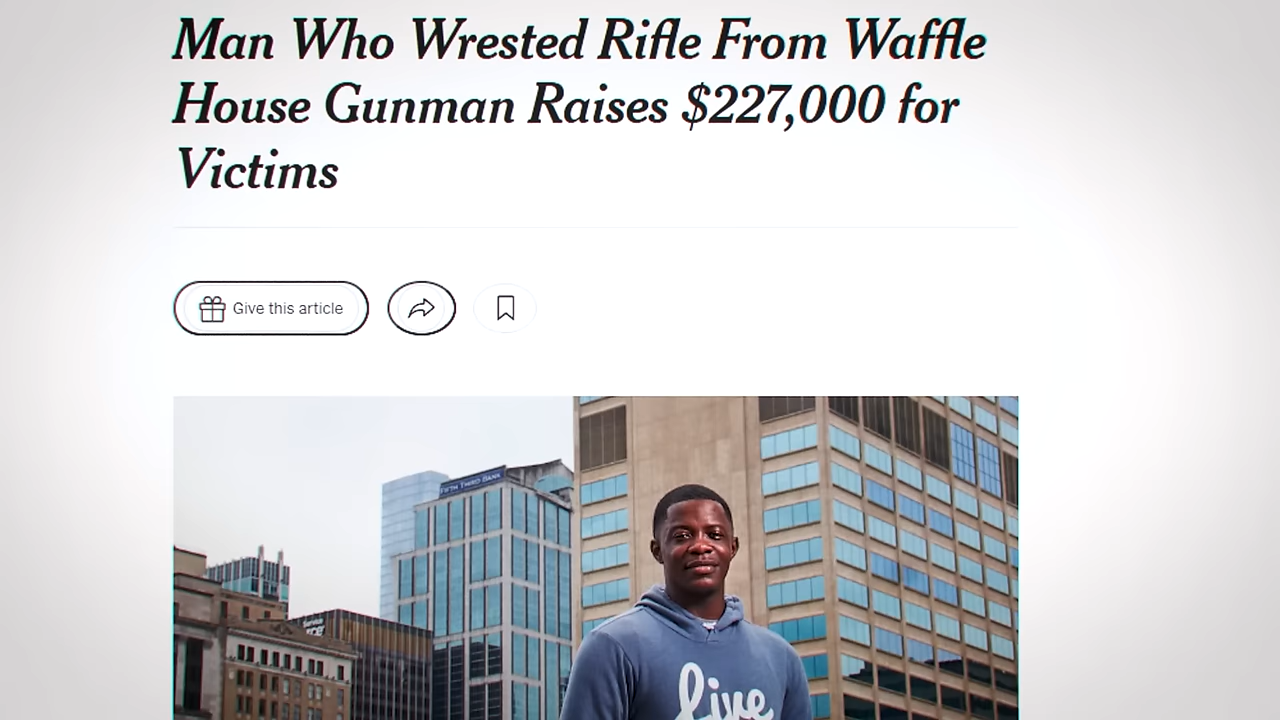 Man Who Wrested Rifle From Waffle
House Gunman Raises $227,000 for
Victims
Give this article
FIFTH THIRD BANK
Service
live